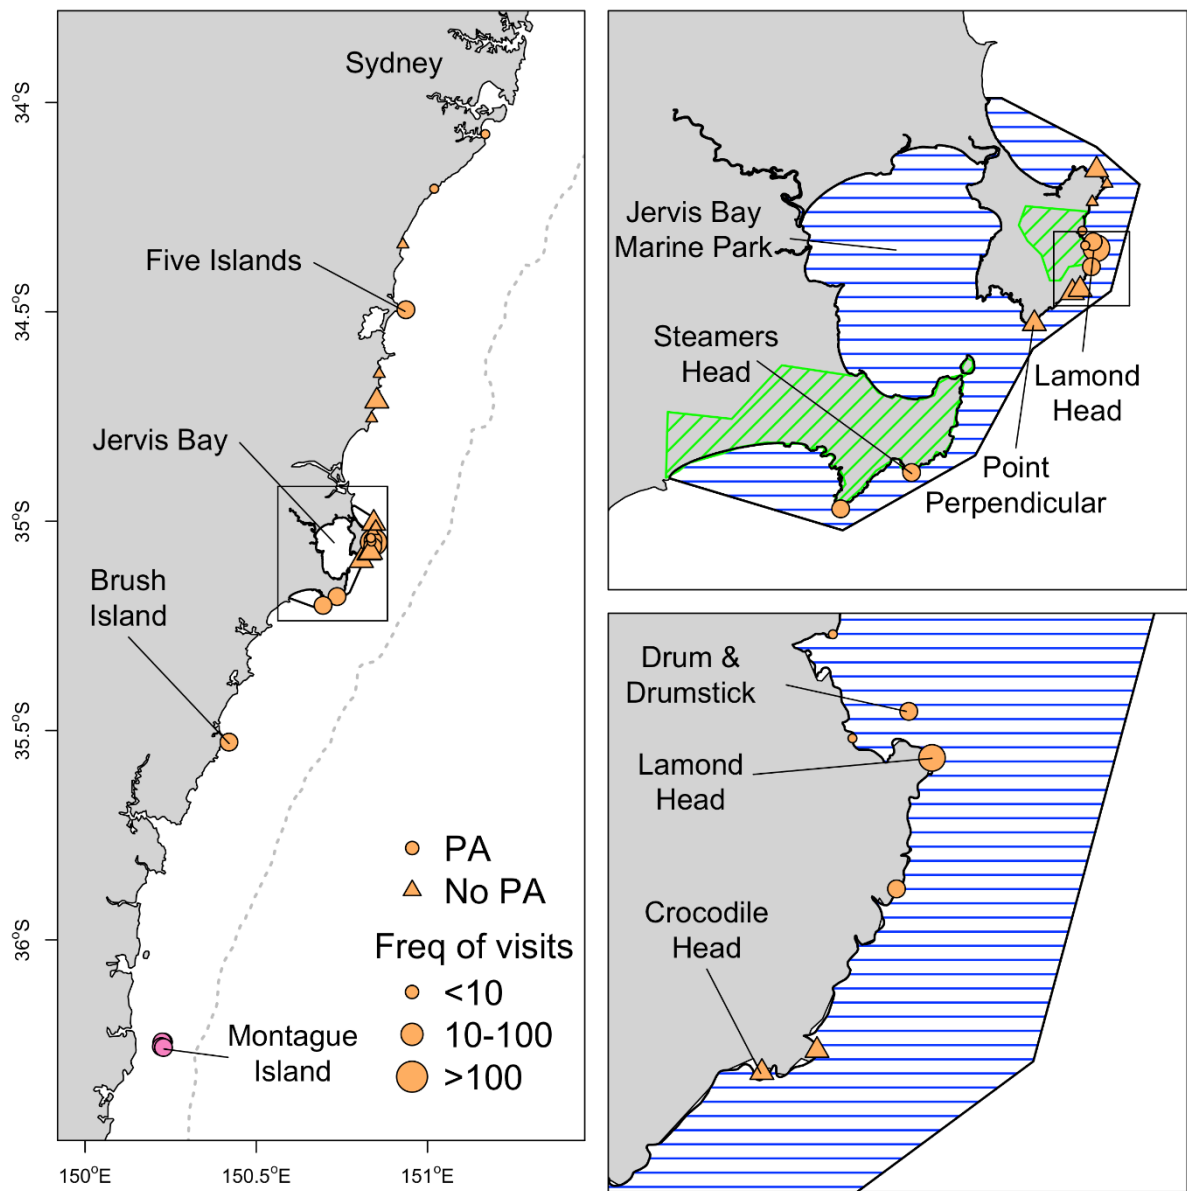 Sydney
34°S
Five Islands
34.5°S
Jervis Bay
35°S
Brush
Island
35.5°S
PA
No PA
Freq of visits
<10
10-100
>100
36°S
Montague
Island
150°E
150.5°E
151°E
Jervis Bay
Marine Park
Steamers
Head
Lamond
Head
Point
Perpendicular
Drum &
Drumstick
Lamond
Head
Crocodile
Head